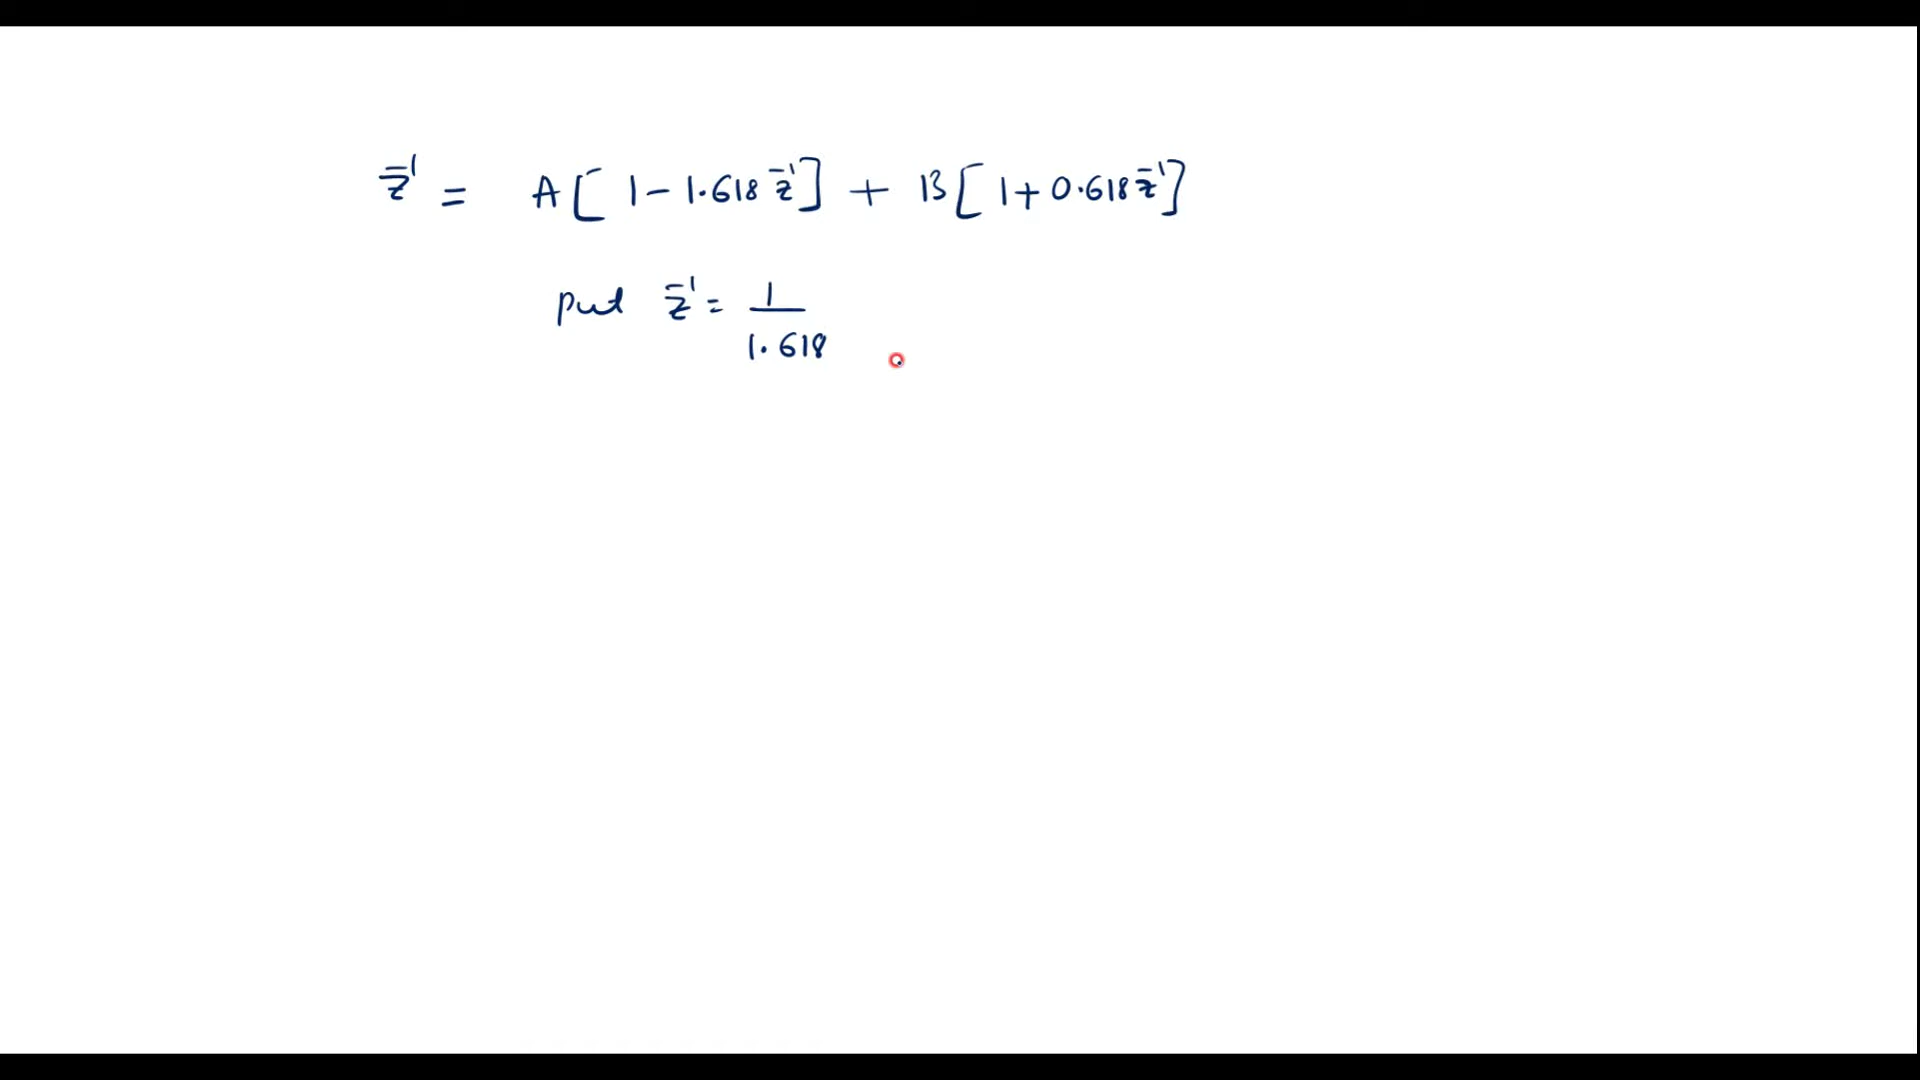 z⁻¹ = A[ 1 - 1.618 z⁻¹ ] + B[ 1 + 0.618 z⁻¹ ]
put z⁻¹ = 1/1.618